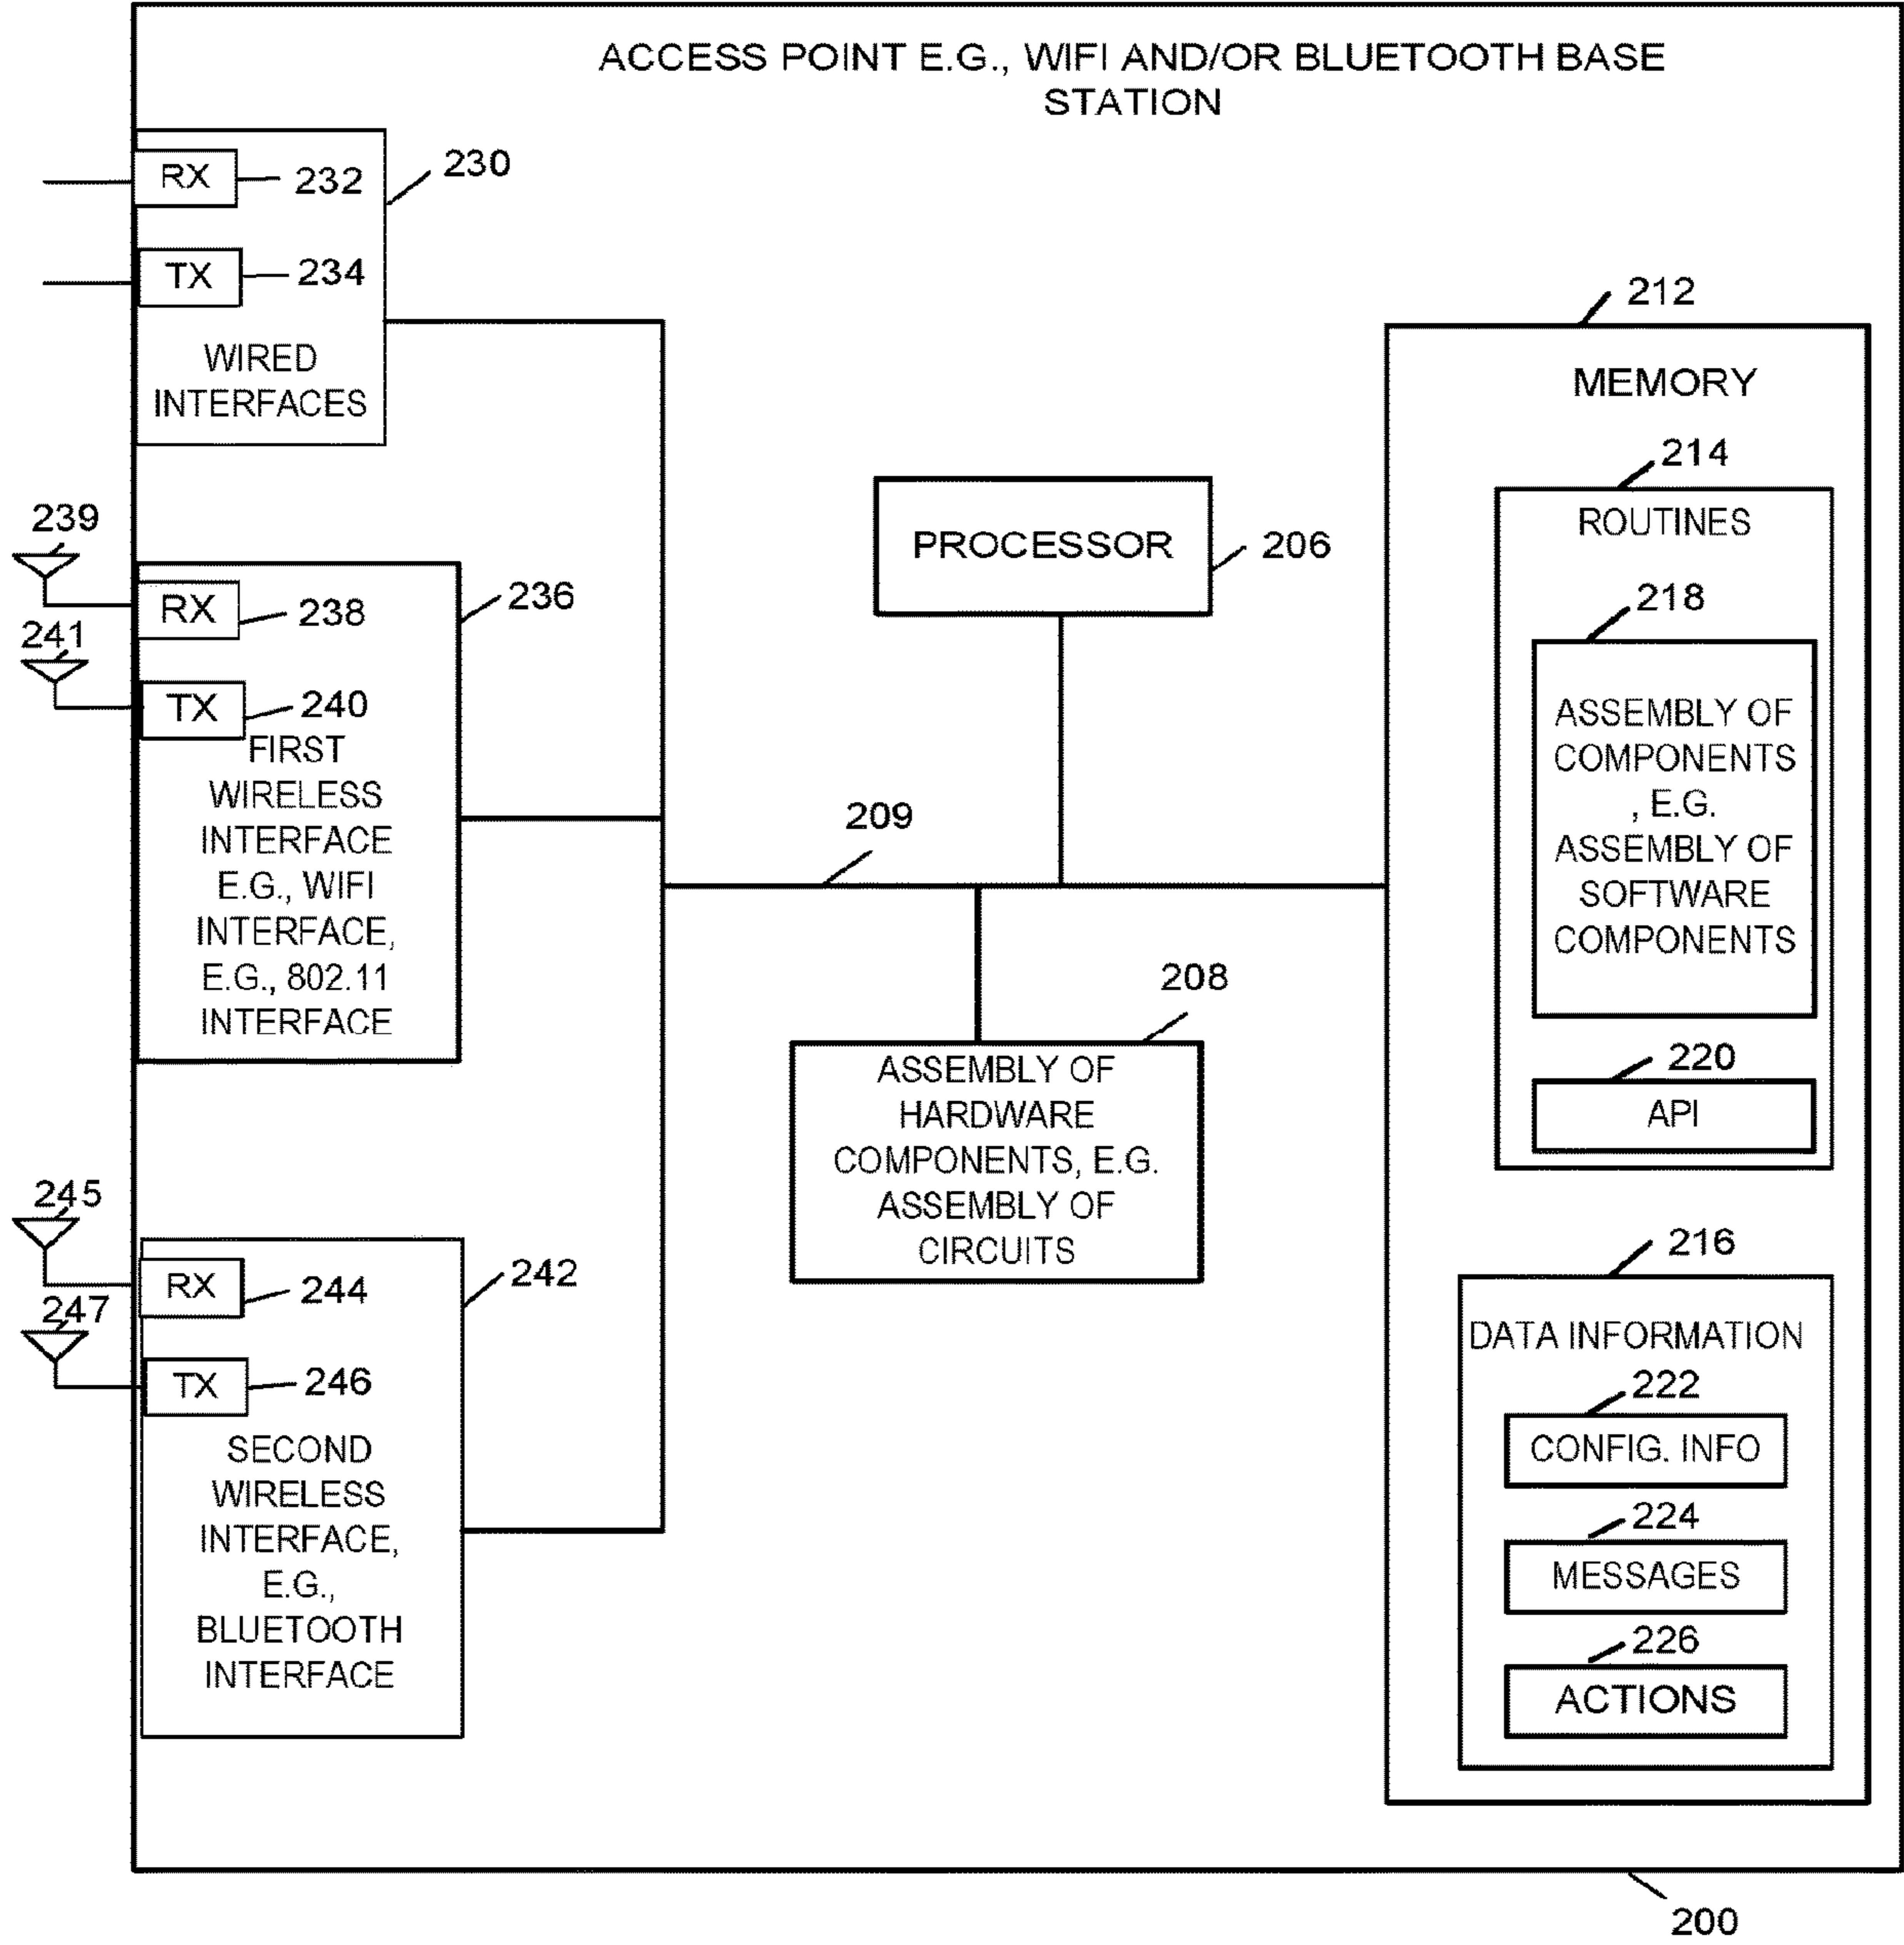 ACCESS POINT E.G., WIFI AND/OR BLUETOOTH BASE
STATION
RX
232
230
TX
234
WIRED
INTERFACES
239
RX
238
236
241
TX
240
FIRST
WIRELESS
INTERFACE
E.G., WIFI
INTERFACE,
E.G., 802.11
INTERFACE
245
RX
244
242
247
TX
246
SECOND
WIRELESS
INTERFACE,
E.G.,
BLUETOOTH
INTERFACE
PROCESSOR
206
209
208
ASSEMBLY OF
HARDWARE
COMPONENTS, E.G.
ASSEMBLY OF
CIRCUITS
212
MEMORY
214
ROUTINES
218
ASSEMBLY OF
COMPONENTS
, E.G.
ASSEMBLY OF
SOFTWARE
COMPONENTS
220
API
216
DATA INFORMATION
222
CONFIG. INFO
224
MESSAGES
226
ACTIONS
200